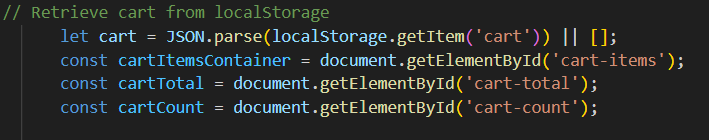 // Retrieve cart from localStorage
let cart = JSON.parse(localStorage.getItem('cart')) || [];
const cartItemsContainer = document.getElementById('cart-items');
const cartTotal = document.getElementById('cart-total');
const cartCount = document.getElementById('cart-count');